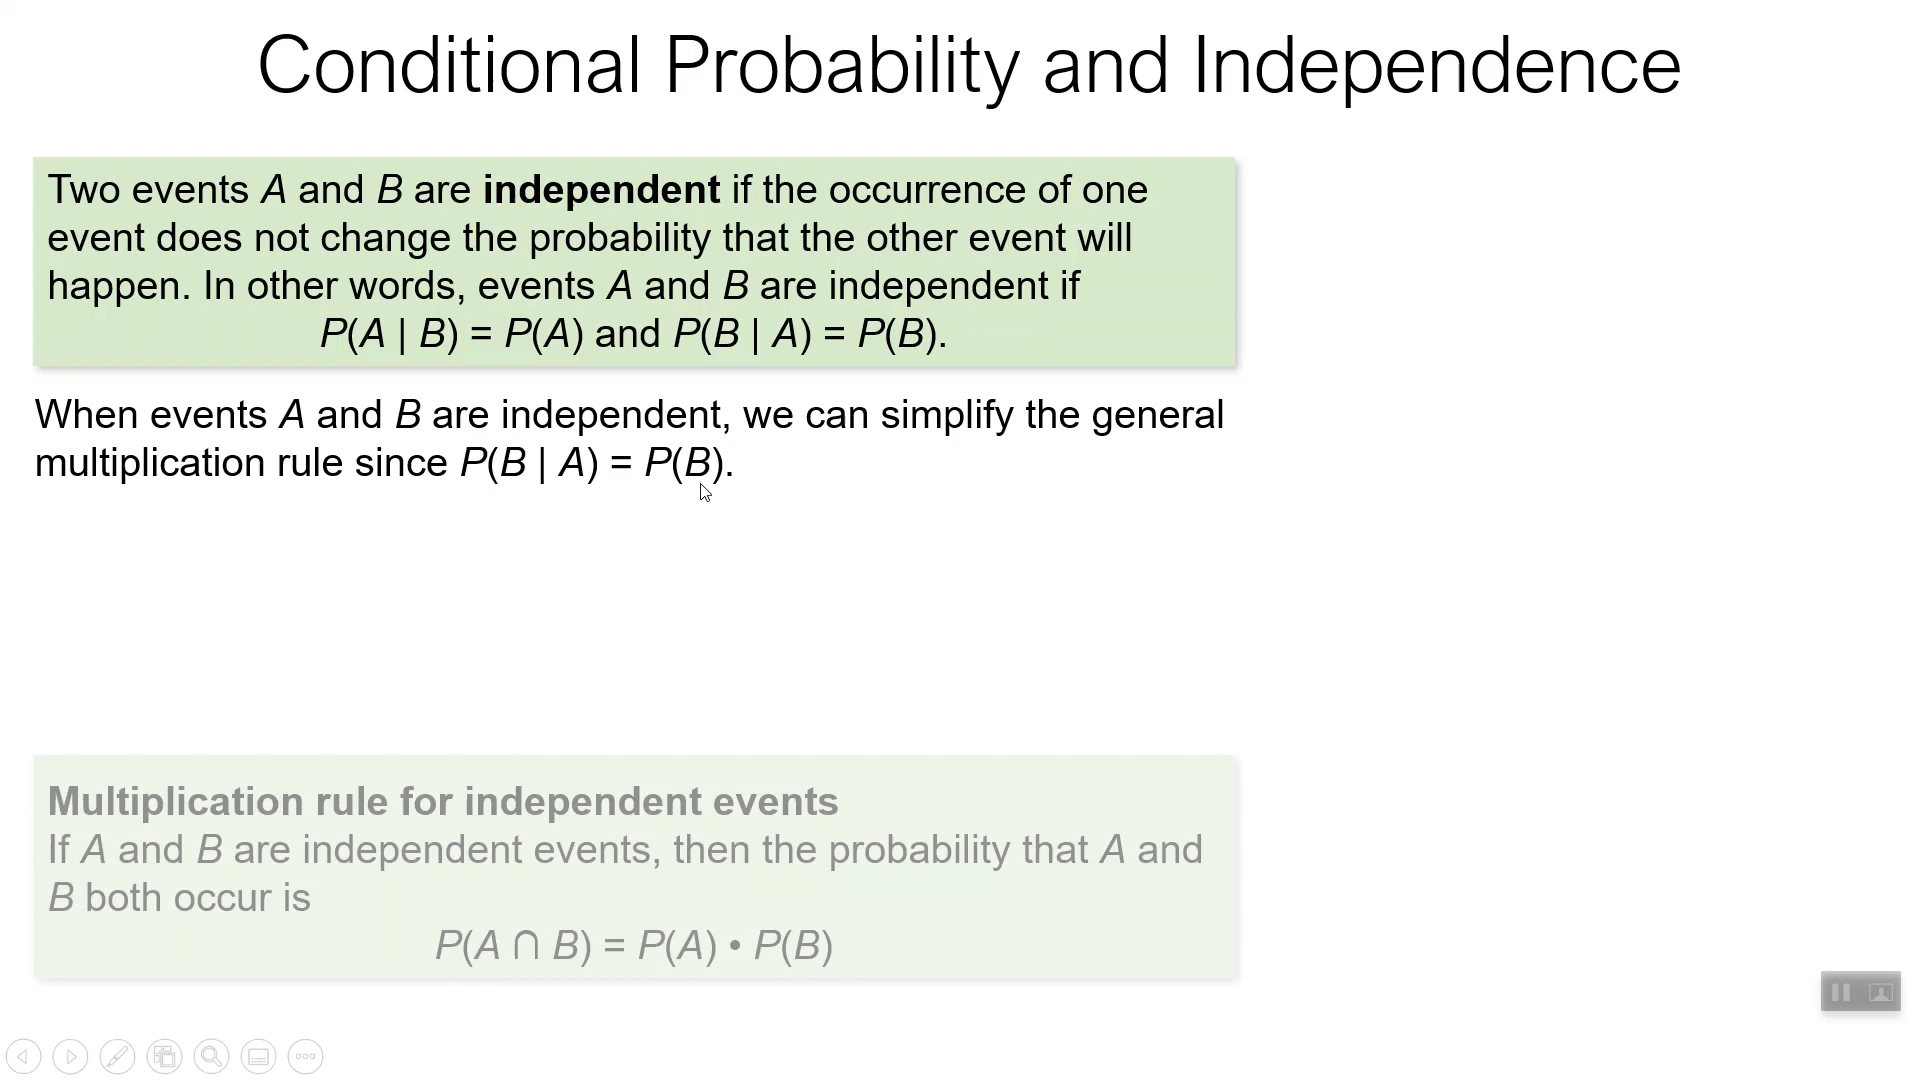 Conditional Probability and Independence
Two events A and B are independent if the occurrence of one
event does not change the probability that the other event will
happen. In other words, events A and B are independent if
P(A | B) = P(A) and P(B | A) = P(B).
When events A and B are independent, we can simplify the general
multiplication rule since P(B | A) = P(B).
Multiplication rule for independent events
If A and B are independent events, then the probability that A and
B both occur is
P(A ∩ B) = P(A) • P(B)